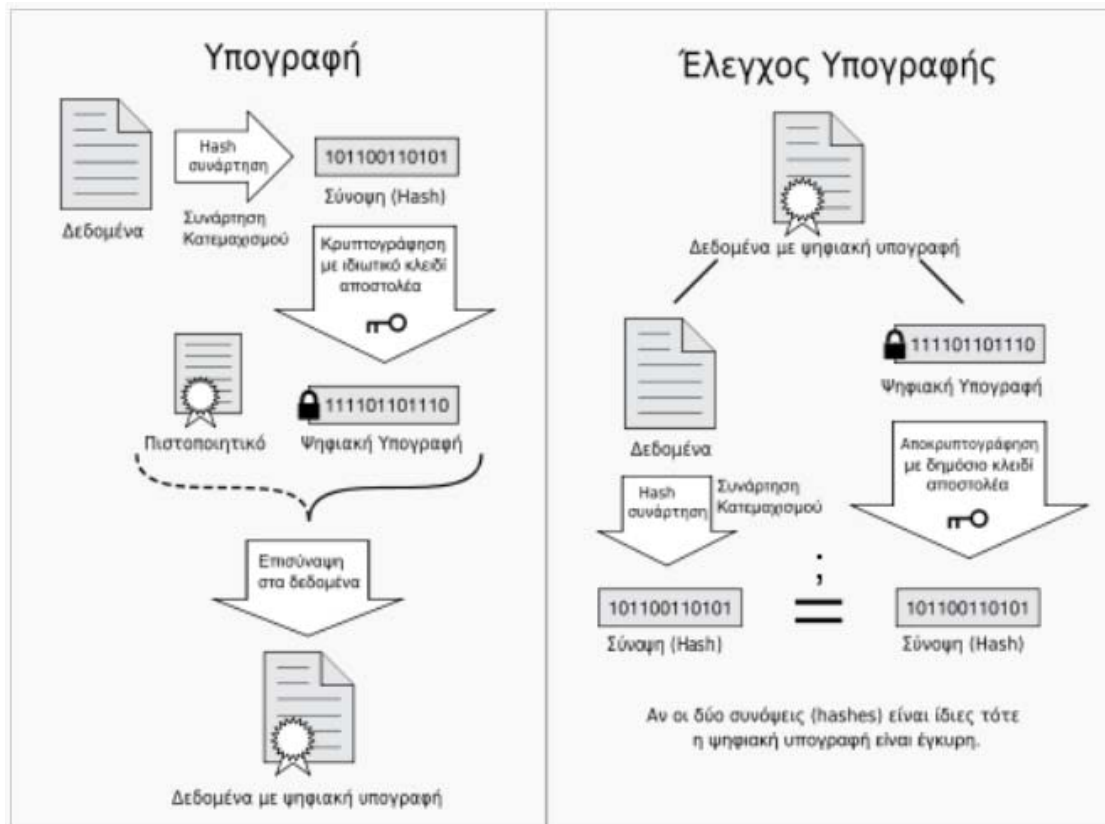 Υπογραφή
Hash
συνάρτηση
101100110101
Σύνοψη (Hash)
Δεδομένα
Συνάρτηση
Κατεμαχισμού
Κρυπτογράφηση
με ιδιωτικό κλειδί
αποστολέα
111101101110
Πιστοποιητικό
Ψηφιακή Υπογραφή
Επισύναψη
στα δεδομένα
Δεδομένα με ψηφιακή υπογραφή
Έλεγχος Υπογραφής
Δεδομένα με ψηφιακή υπογραφή
111101101110
Ψηφιακή Υπογραφή
Δεδομένα
Αποκρυπτογράφηση
με δημόσιο κλειδί
αποστολέα
Hash
συνάρτηση
Συνάρτηση
Κατεμαχισμού
;
=
101100110101
101100110101
Σύνοψη (Hash)
Σύνοψη (Hash)
Αν οι δύο συνόψεις (hashes) είναι ίδιες τότε
η ψηφιακή υπογραφή είναι έγκυρη.